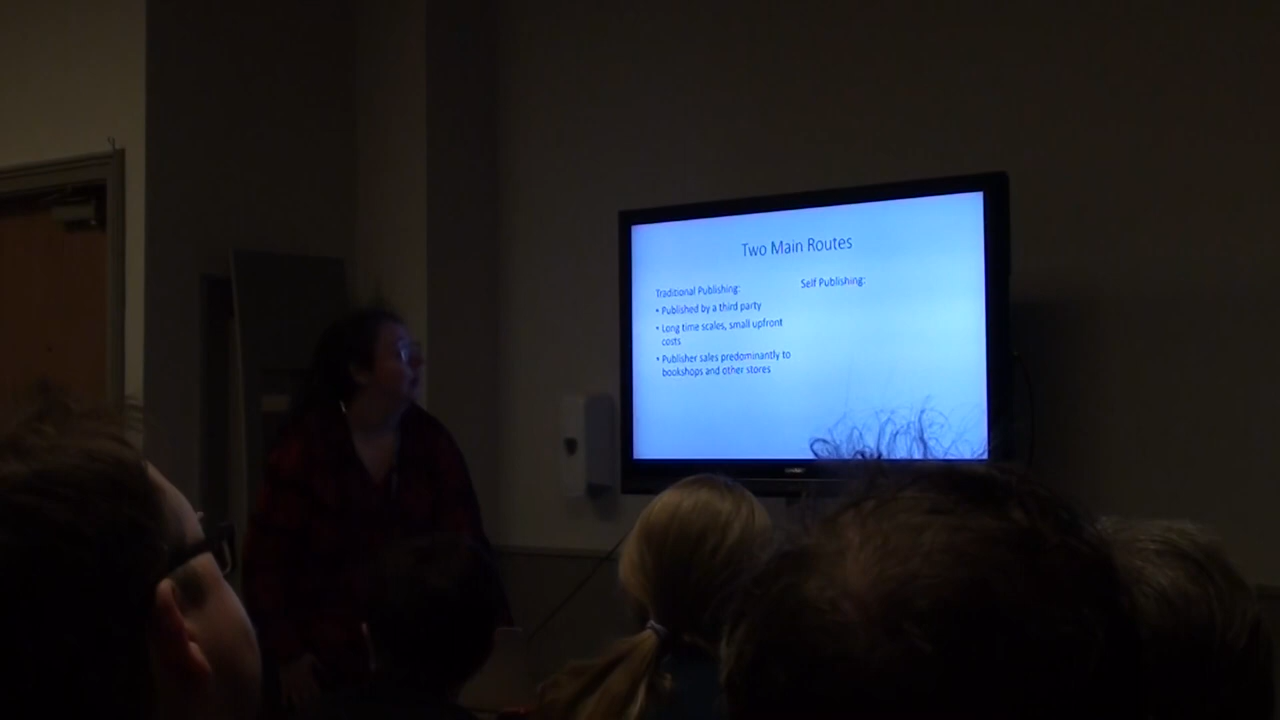 Two Main Routes
Traditional Publishing:
• Published by a third party
• Long time scales, small upfront
costs
• Publisher sales predominantly to
bookshops and other stores
Self Publishing: